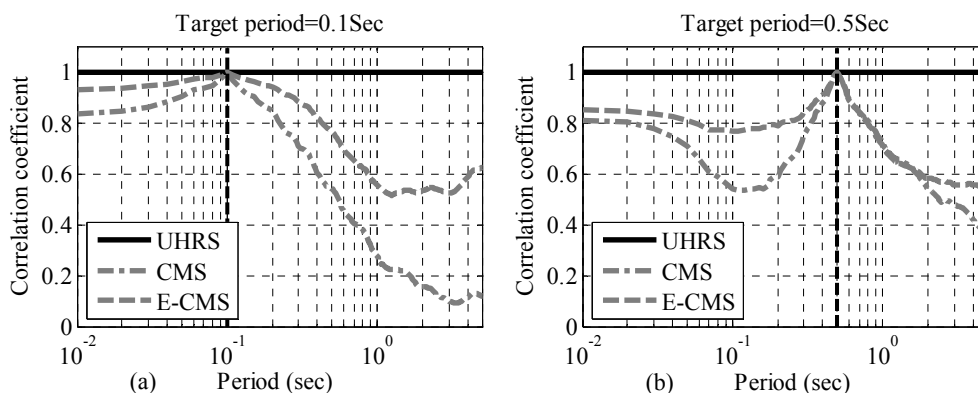 Target period=0.1Sec
Correlation coefficient
1
0.8
0.6
0.4
0.2
0
UHRS
CMS
E-CMS
10-2
10-1
100
(a) Period (sec)
Target period=0.5Sec
Correlation coefficient
1
0.8
0.6
0.4
0.2
0
UHRS
CMS
E-CMS
10-2
10-1
100
(b) Period (sec)